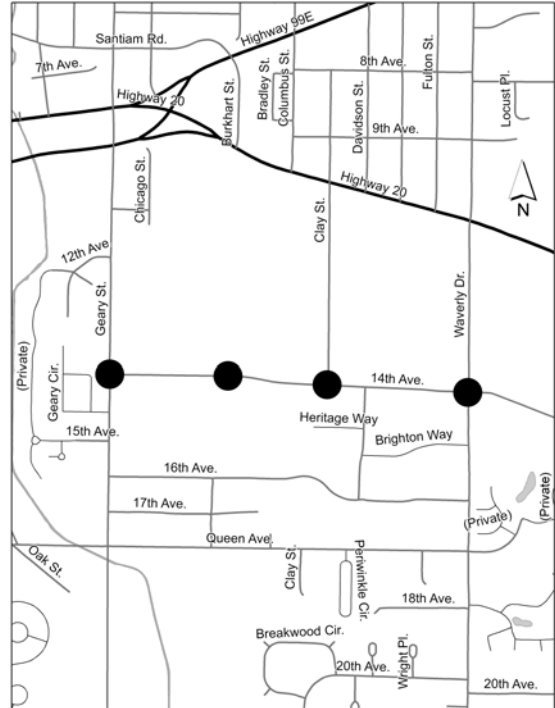 Highway 99E
Santiam Rd.
7th Ave.
8th Ave.
Fulton St.
Bradley St.
Columbus St.
Highway 20
Burkhart St.
Davidson St.
Locust Pl.
9th Ave.
Chicago St.
Highway 20
N
Clay St.
12th Ave
Geary St.
Waverly Dr.
(Private)
Geary Cir.
14th Ave.
Heritage Way
15th Ave.
Brighton Way
16th Ave.
17th Ave.
(Private)
(Private)
Queen Ave.
Oak St.
Clay St.
Periwinkle Cir.
18th Ave.
Breakwood Cir.
Wright Pl.
20th Ave.
20th Ave.